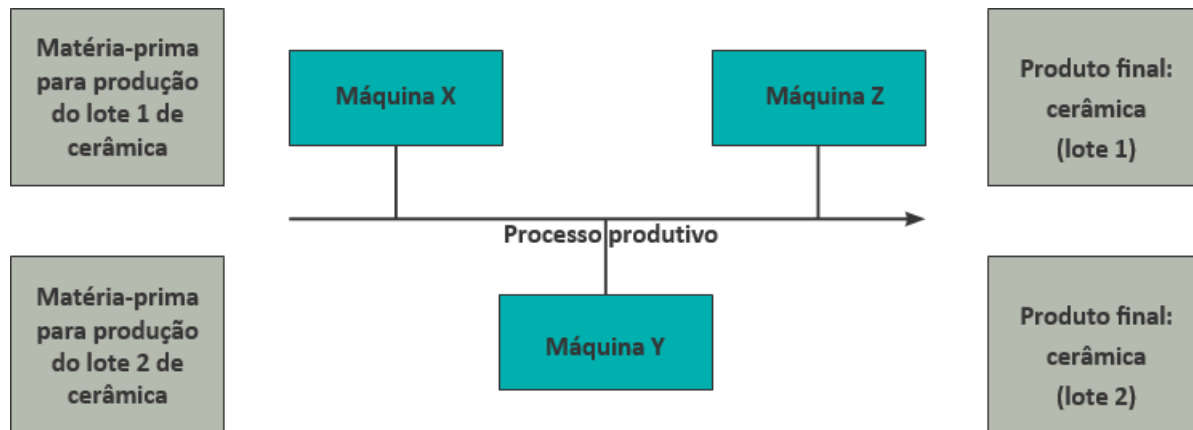 Matéria-prima
para produção
do lote 1 de
cerâmica
Máquina X
Máquina Z
Produto final:
cerâmica
(lote 1)
Processo produtivo
Matéria-prima
para produção
do lote 2 de
cerâmica
Máquina Y
Produto final:
cerâmica
(lote 2)